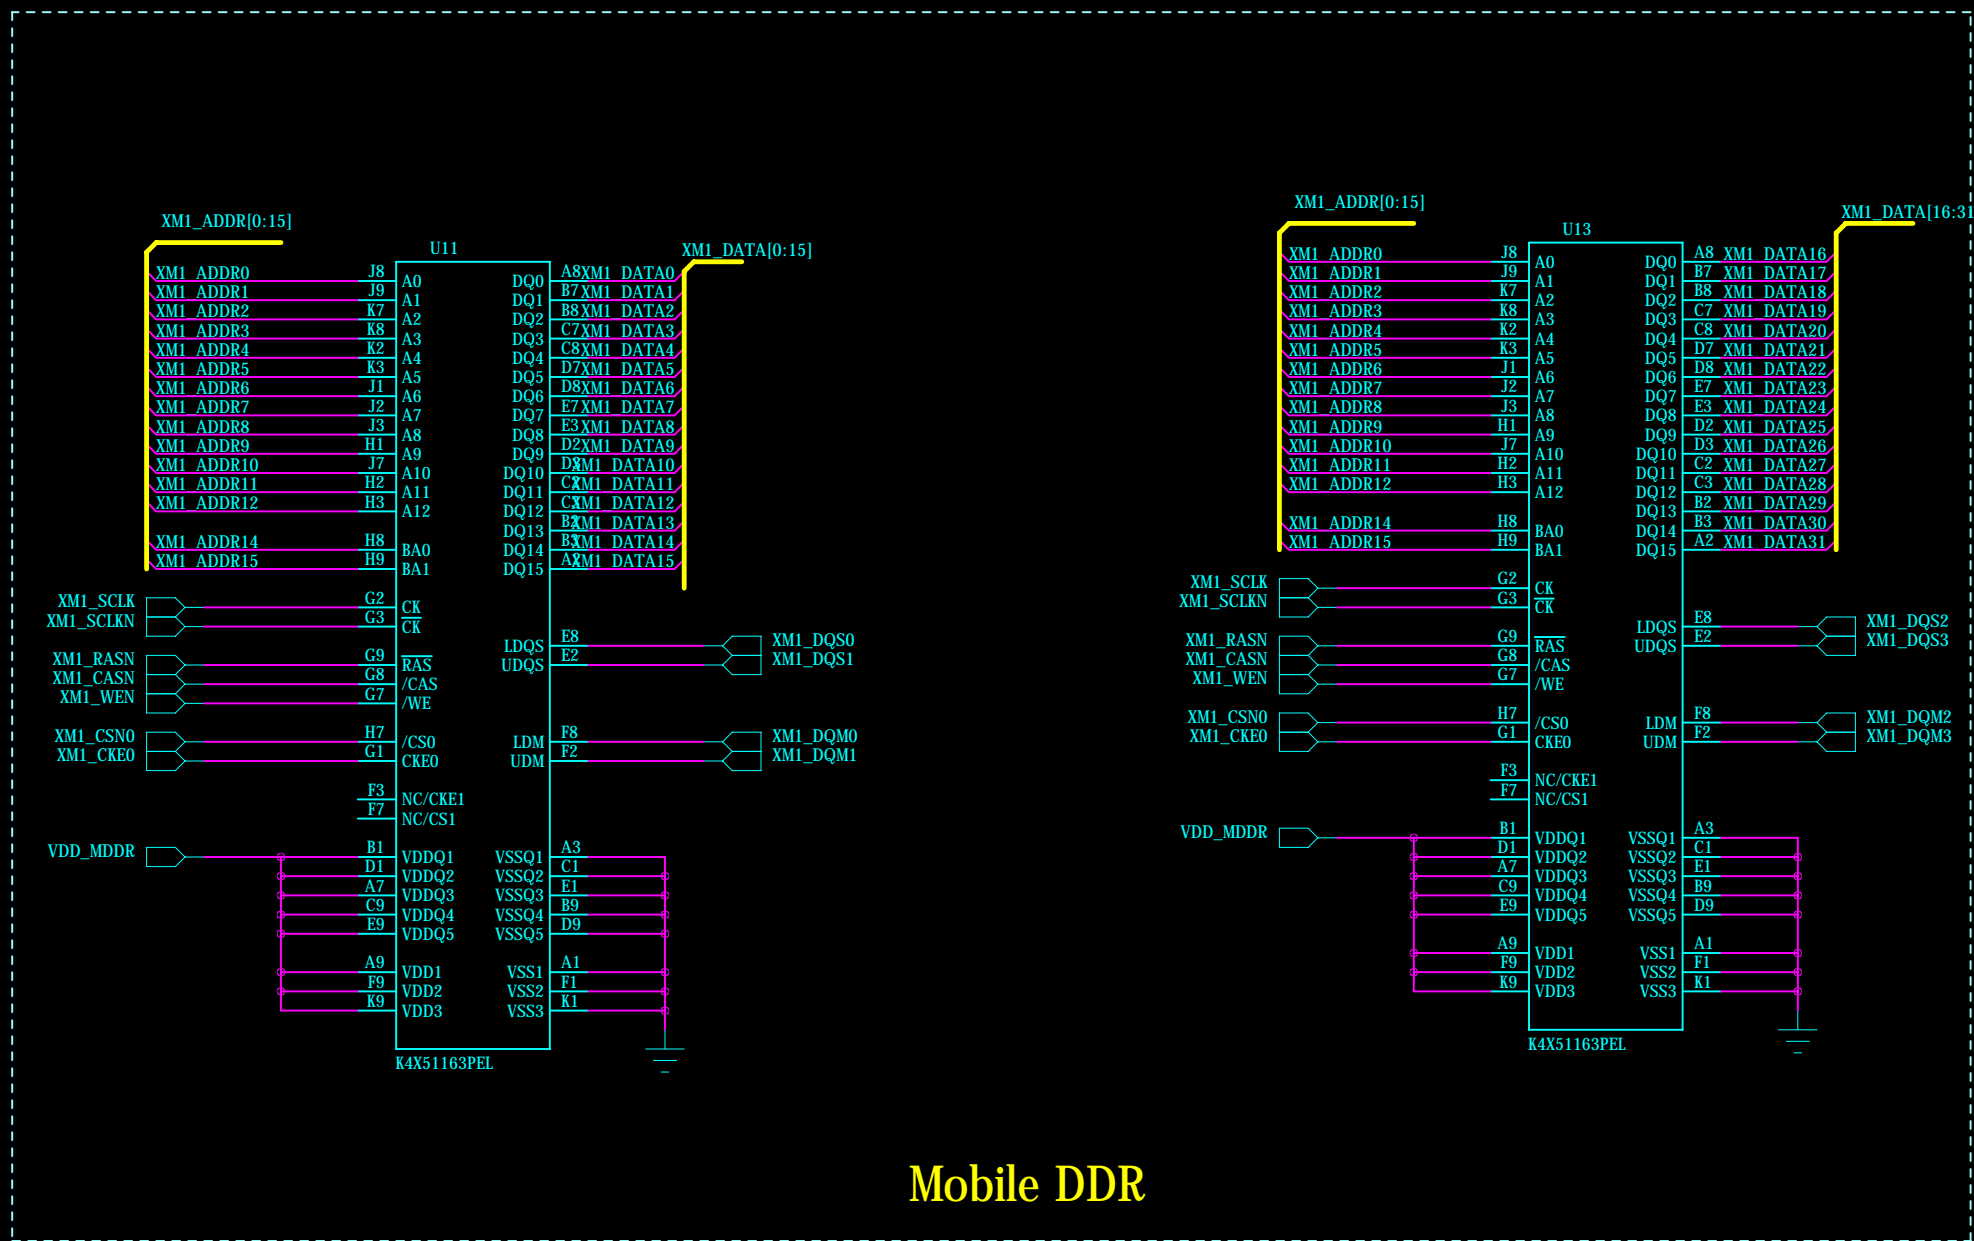 XM1_ADDR[0:15]
U11
XM1_DATA[0:15]
XM1_ADDR0 J8 A0 DQ0 A8 XM1_DATA0
XM1_ADDR1 J9 A1 DQ1 B7 XM1_DATA1
XM1_ADDR2 K7 A2 DQ2 B8 XM1_DATA2
XM1_ADDR3 K8 A3 DQ3 C7 XM1_DATA3
XM1_ADDR4 K2 A4 DQ4 C8 XM1_DATA4
XM1_ADDR5 K3 A5 DQ5 D7 XM1_DATA5
XM1_ADDR6 J1 A6 DQ6 D8 XM1_DATA6
XM1_ADDR7 J2 A7 DQ7 E7 XM1_DATA7
XM1_ADDR8 J3 A8 DQ8 E3 XM1_DATA8
XM1_ADDR9 H1 A9 DQ9 D2 XM1_DATA9
XM1_ADDR10 J7 A10 DQ10 XM1_DATA10
XM1_ADDR11 H2 A11 DQ11 XM1_DATA11
XM1_ADDR12 H3 A12 DQ12 XM1_DATA12
DQ13 XM1_DATA13
XM1_ADDR14 H8 BA0 DQ14 XM1_DATA14
XM1_ADDR15 H9 BA1 DQ15 XM1_DATA15
XM1_SCLK G2 CK
XM1_SCLKN G3 CK
LDQS E8 XM1_DQS0
XM1_RASN G9 RAS UDQS E2 XM1_DQS1
XM1_CASN G8 /CAS
XM1_WEN G7 /WE
XM1_CSN0 H7 /CS0 LDM F8 XM1_DQM0
XM1_CKE0 G1 CKE0 UDM F2 XM1_DQM1
F3 NC/CKE1
F7 NC/CS1
VDD_MDDR B1 VDDQ1 VSSQ1 A3
D1 VDDQ2 VSSQ2 C1
A7 VDDQ3 VSSQ3 E1
C9 VDDQ4 VSSQ4 B9
E9 VDDQ5 VSSQ5 D9
A9 VDD1 VSS1 A1
F9 VDD2 VSS2 F1
K9 VDD3 VSS3 K1
K4X51163PEL
XM1_ADDR[0:15]
U13
XM1_DATA[16:31
XM1_ADDR0 J8 A0 DQ0 A8 XM1_DATA16
XM1_ADDR1 J9 A1 DQ1 B7 XM1_DATA17
XM1_ADDR2 K7 A2 DQ2 B8 XM1_DATA18
XM1_ADDR3 K8 A3 DQ3 C7 XM1_DATA19
XM1_ADDR4 K2 A4 DQ4 C8 XM1_DATA20
XM1_ADDR5 K3 A5 DQ5 D7 XM1_DATA21
XM1_ADDR6 J1 A6 DQ6 D8 XM1_DATA22
XM1_ADDR7 J2 A7 DQ7 E7 XM1_DATA23
XM1_ADDR8 J3 A8 DQ8 E3 XM1_DATA24
XM1_ADDR9 H1 A9 DQ9 D2 XM1_DATA25
XM1_ADDR10 J7 A10 DQ10 D3 XM1_DATA26
XM1_ADDR11 H2 A11 DQ11 C2 XM1_DATA27
XM1_ADDR12 H3 A12 DQ12 C3 XM1_DATA28
DQ13 B2 XM1_DATA29
XM1_ADDR14 H8 BA0 DQ14 B3 XM1_DATA30
XM1_ADDR15 H9 BA1 DQ15 A2 XM1_DATA31
XM1_SCLK G2 CK
XM1_SCLKN G3 CK
LDQS E8 XM1_DQS2
XM1_RASN G9 RAS UDQS E2 XM1_DQS3
XM1_CASN G8 /CAS
XM1_WEN G7 /WE
XM1_CSN0 H7 /CS0 LDM F8 XM1_DQM2
XM1_CKE0 G1 CKE0 UDM F2 XM1_DQM3
F3 NC/CKE1
F7 NC/CS1
VDD_MDDR B1 VDDQ1 VSSQ1 A3
D1 VDDQ2 VSSQ2 C1
A7 VDDQ3 VSSQ3 E1
C9 VDDQ4 VSSQ4 B9
E9 VDDQ5 VSSQ5 D9
A9 VDD1 VSS1 A1
F9 VDD2 VSS2 F1
K9 VDD3 VSS3 K1
K4X51163PEL
Mobile DDR